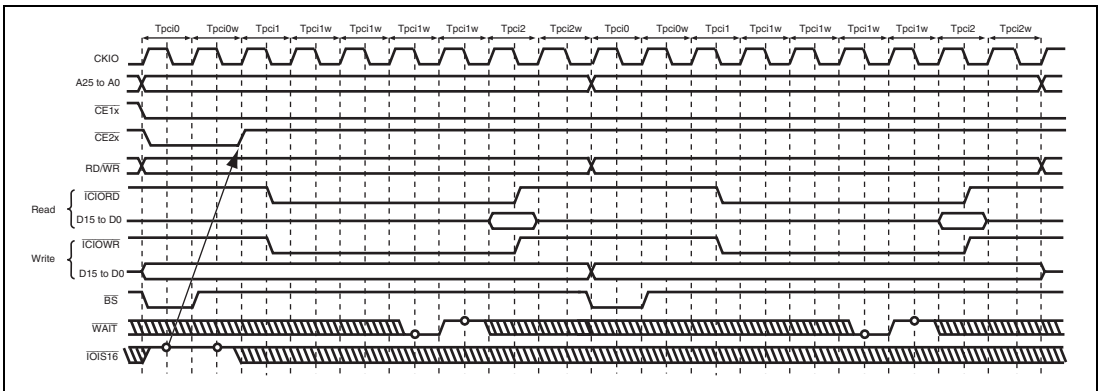 Tpci0 Tpci0w Tpci1 Tpci1w Tpci1w Tpci1w Tpci1w Tpci2 Tpci2w Tpci0 Tpci0w Tpci1 Tpci1w Tpci1w Tpci1w Tpci1w Tpci2 Tpci2w
CKIO
A25 to A0
CE1x
CE2x
RD/WR
ICIORD
Read
D15 to D0
ICIOWR
Write
D15 to D0
BS
WAIT
IOIS16